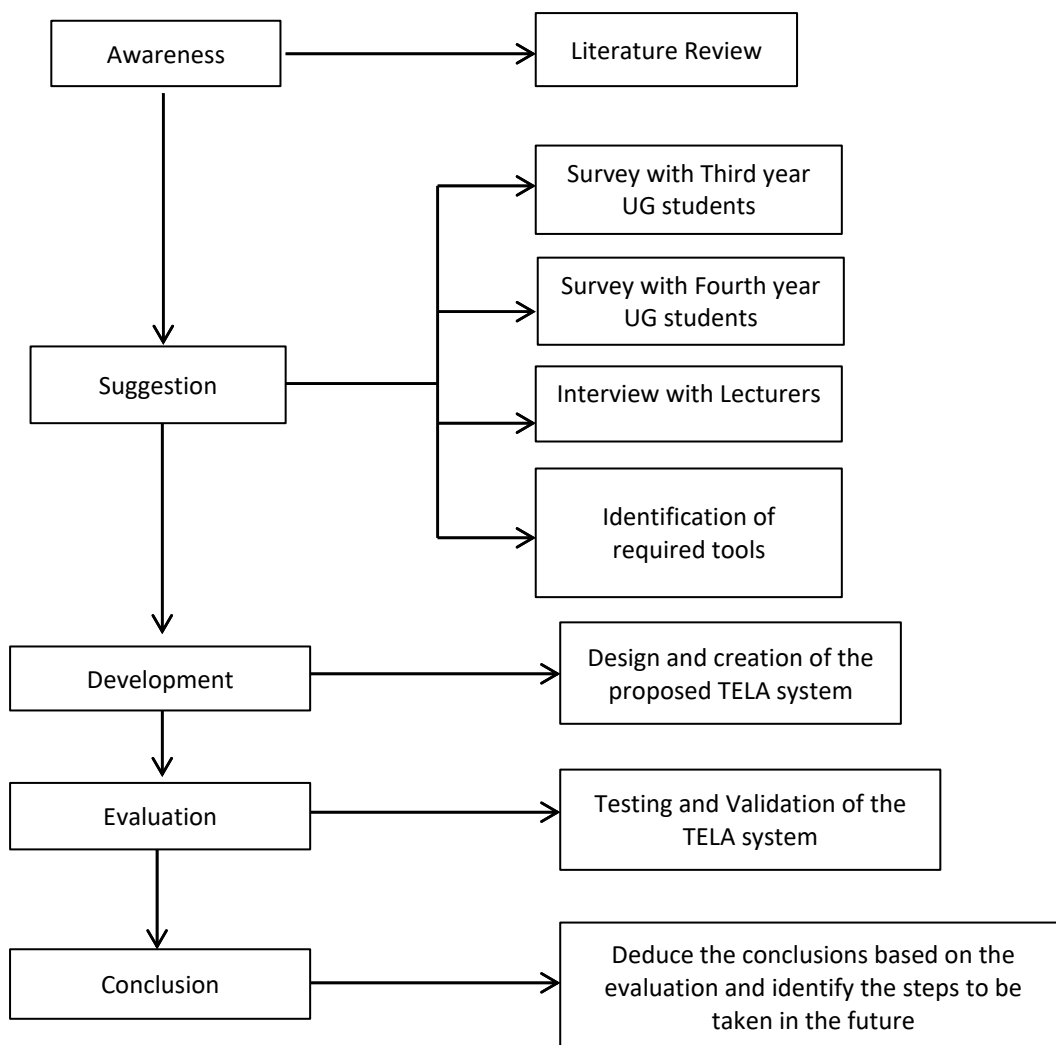 Awareness
Literature Review
Survey with Third year
UG students
Survey with Fourth year
UG students
Suggestion
Interview with Lecturers
Identification of
required tools
Development
Design and creation of the
proposed TELA system
Evaluation
Testing and Validation of the
TELA system
Conclusion
Deduce the conclusions based on the
evaluation and identify the steps to be
taken in the future